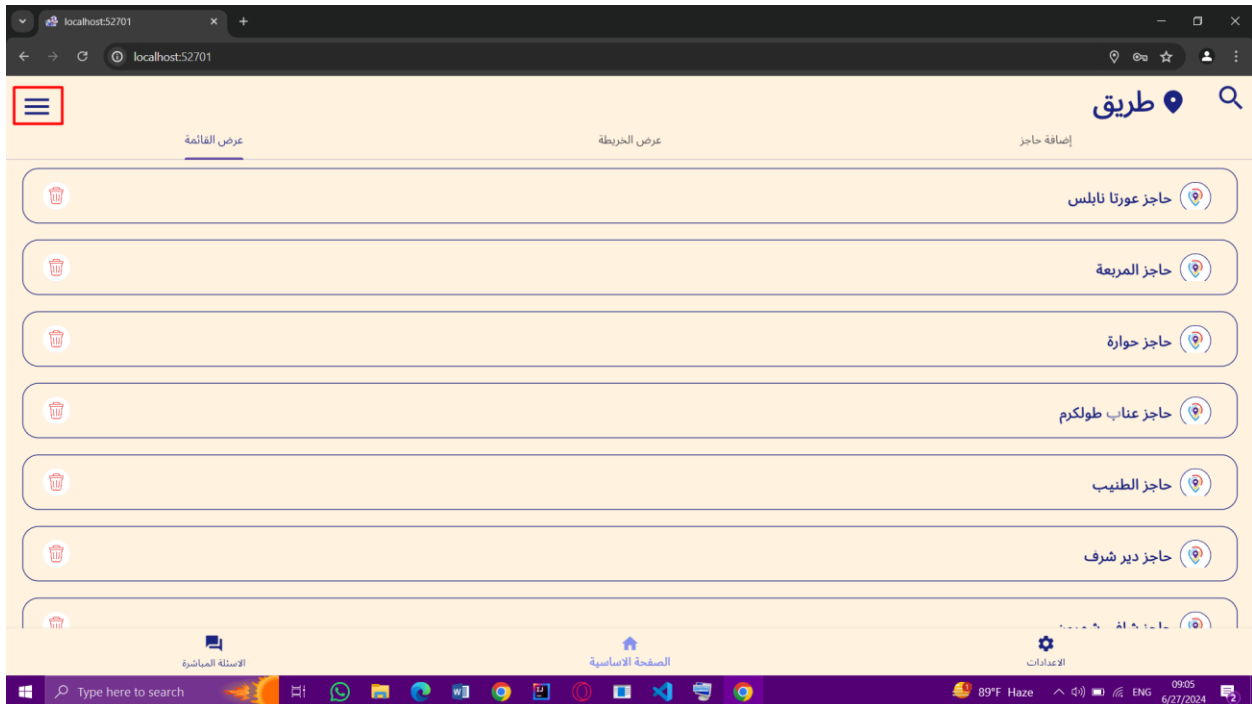 localhost:52701
localhost:52701
طريق
إضافة حاجز
عرض الخريطة
عرض القائمة
حاجز عورتا نابلس
حاجز المربعة
حاجز حوارة
حاجز عناب طولكرم
حاجز الطنيب
حاجز دير شرف
الاعدادات
الصفحة الاساسية
الاسئلة المباشرة
Type here to search
89°F Haze
ENG
09:05
6/27/2024